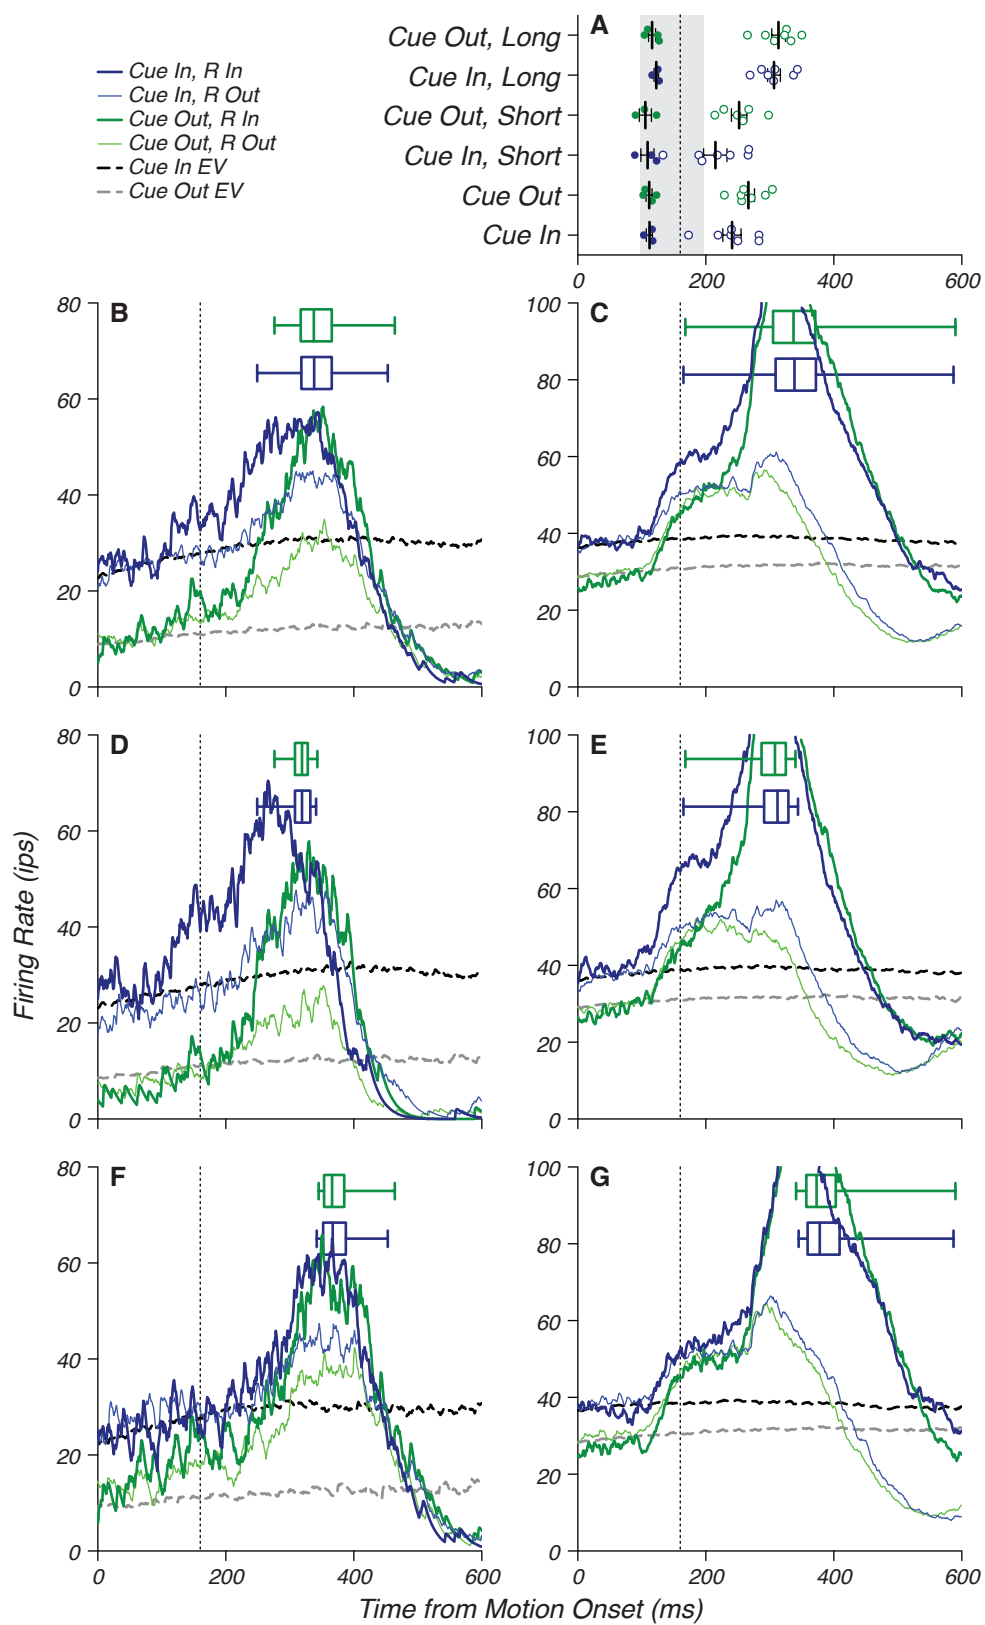 A
Cue Out, Long
Cue In, Long
Cue Out, Short
Cue In, Short
Cue Out
Cue In
0 200 400 600
Cue In, R In
Cue In, R Out
Cue Out, R In
Cue Out, R Out
Cue In EV
Cue Out EV
B
80
60
40
20
0
C
100
80
60
40
20
0
D
80
60
40
20
0
E
100
80
60
40
20
0
F
80
60
40
20
0
0 200 400 600
G
100
80
60
40
20
0
0 200 400 600
Firing Rate (ips)
Time from Motion Onset (ms)